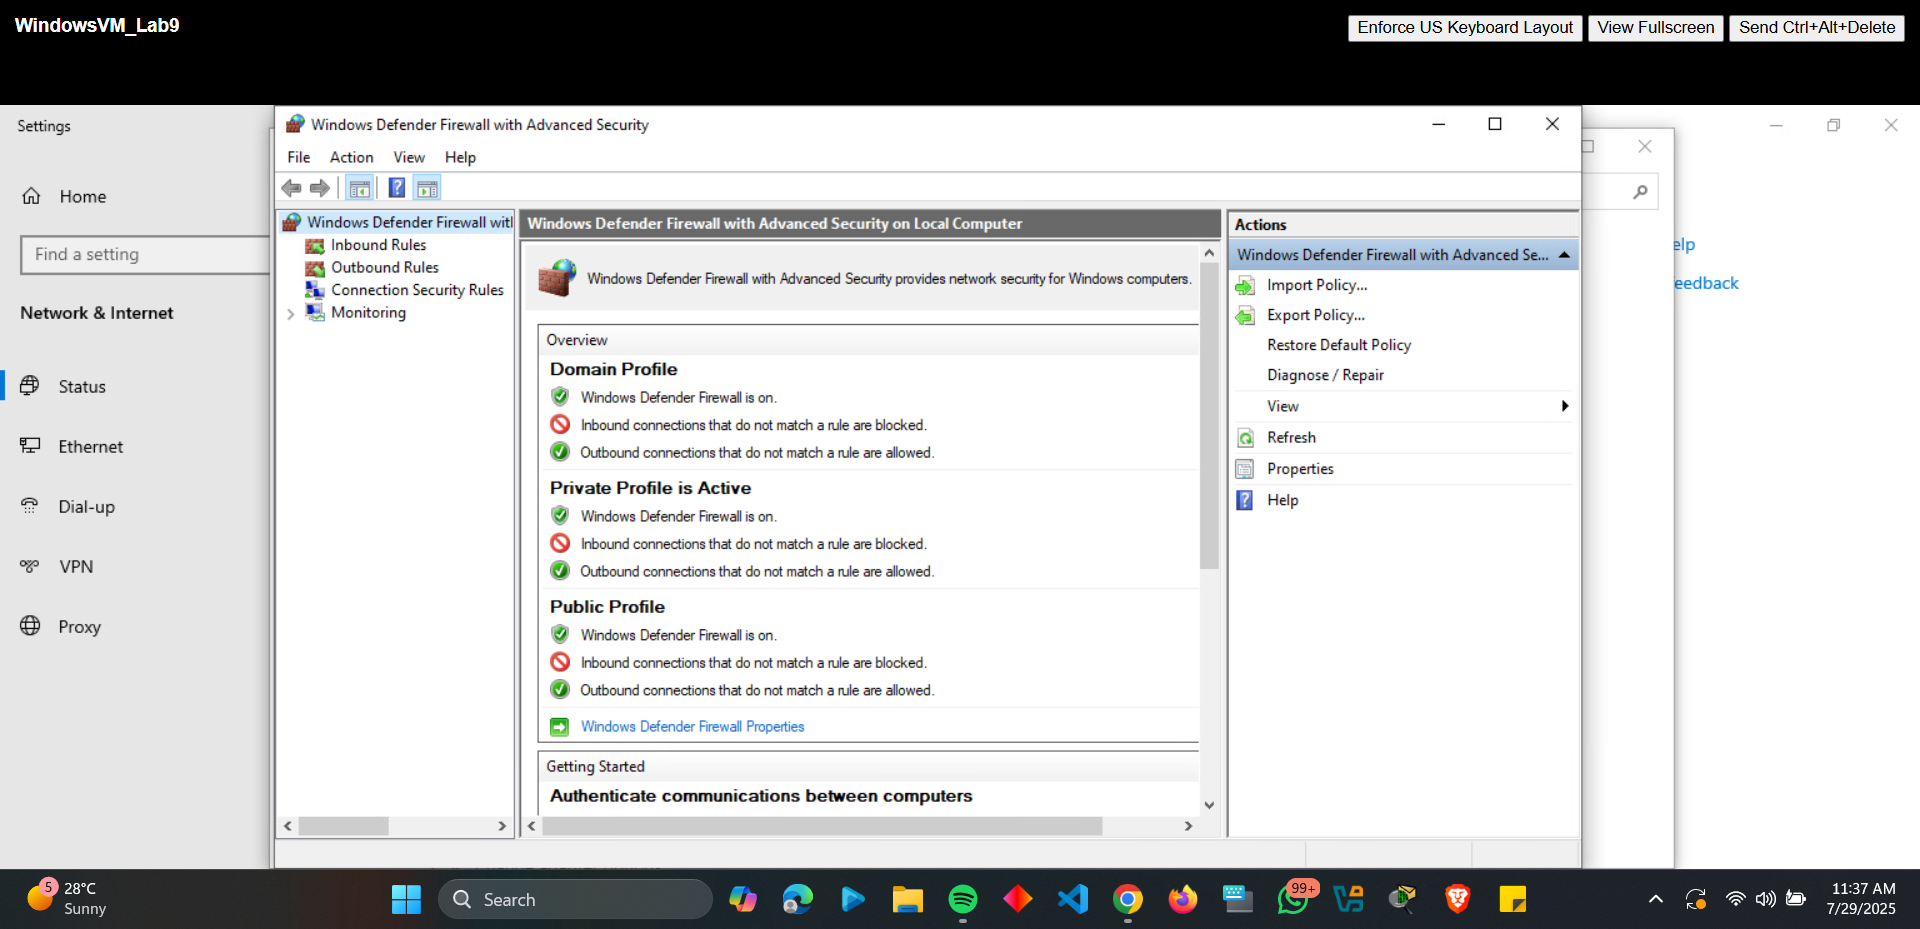 WindowsVM_Lab9
Enforce US Keyboard Layout
View Fullscreen
Send Ctrl+Alt+Delete
Settings
Home
Find a setting
Network & Internet
Status
Ethernet
Dial-up
VPN
Proxy
Windows Defender Firewall with Advanced Security
File
Action
View
Help
Windows Defender Firewall wit
Inbound Rules
Outbound Rules
Connection Security Rules
Monitoring
Windows Defender Firewall with Advanced Security on Local Computer
Windows Defender Firewall with Advanced Security provides network security for Windows computers.
Overview
Domain Profile
Windows Defender Firewall is on.
Inbound connections that do not match a rule are blocked.
Outbound connections that do not match a rule are allowed.
Private Profile is Active
Windows Defender Firewall is on.
Inbound connections that do not match a rule are blocked.
Outbound connections that do not match a rule are allowed.
Public Profile
Windows Defender Firewall is on.
Inbound connections that do not match a rule are blocked.
Outbound connections that do not match a rule are allowed.
Windows Defender Firewall Properties
Getting Started
Authenticate communications between computers
Actions
Windows Defender Firewall with Advanced Se...
Import Policy...
Export Policy...
Restore Default Policy
Diagnose / Repair
View
Refresh
Properties
Help
elp
eedback
5
28°C
Sunny
Search
99+
11:37 AM
7/29/2025